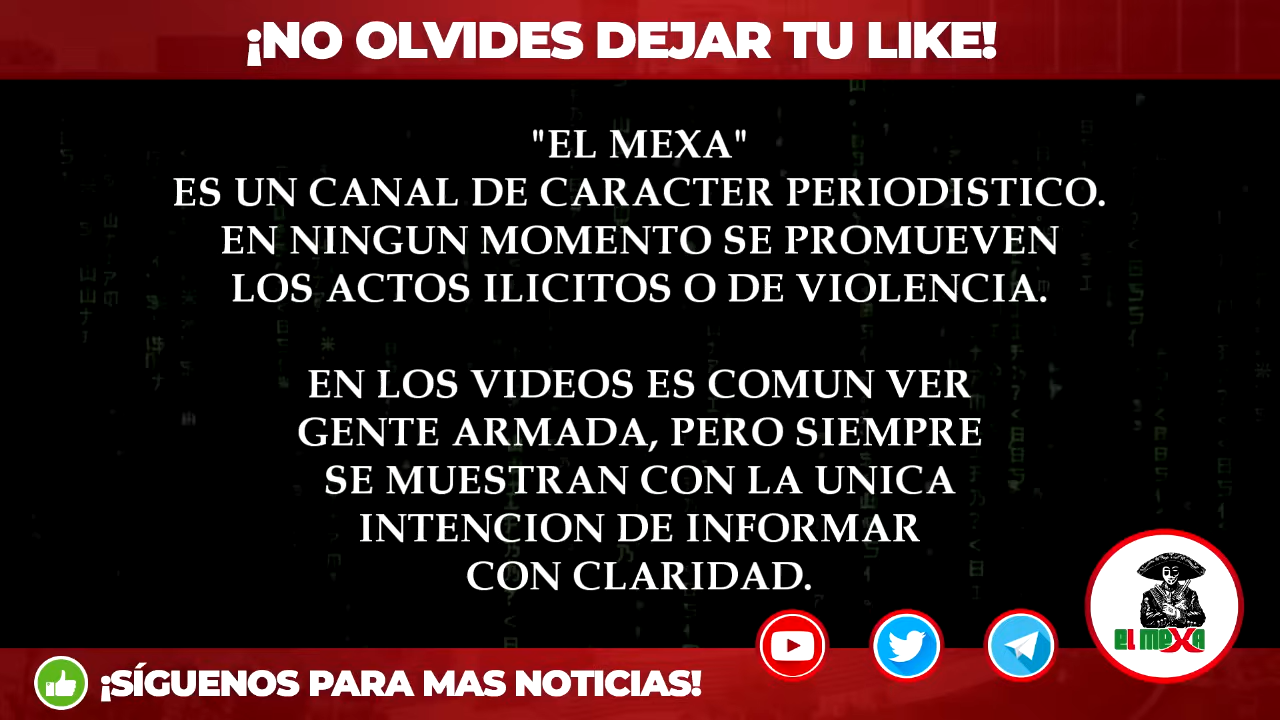 ¡NO OLVIDES DEJAR TU LIKE!
"EL MEXA"
ES UN CANAL DE CARACTER PERIODISTICO.
EN NINGUN MOMENTO SE PROMUEVEN
LOS ACTOS ILICITOS O DE VIOLENCIA.
EN LOS VIDEOS ES COMUN VER
GENTE ARMADA, PERO SIEMPRE
SE MUESTRAN CON LA UNICA
INTENCION DE INFORMAR
CON CLARIDAD.
EL MEXA
¡SÍGUENOS PARA MAS NOTICIAS!